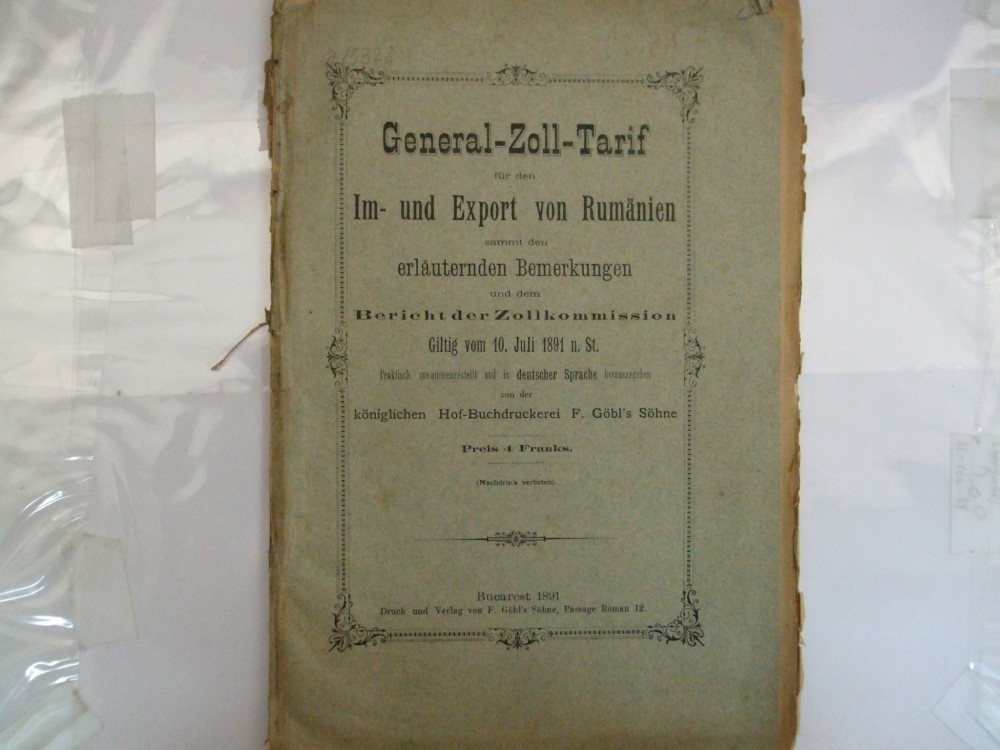 General-Zoll-Tarif
für den
Im- und Export von Rumänien
sammt den
erläuternden Bemerkungen
und dem
Bericht der Zollkommission
Giltig vom 10. Juli 1891 n. St.
Praktisch zusammengestellt und in deutscher Sprache herausgegeben
von der
königlichen Hof-Buchdruckerei F. Göbl's Söhne
Preis 4 Franks.
(Nachdruck verboten).
Bucarest 1891
Druck und Verlag von F. Göbl's Söhne, Passage Roman 12.